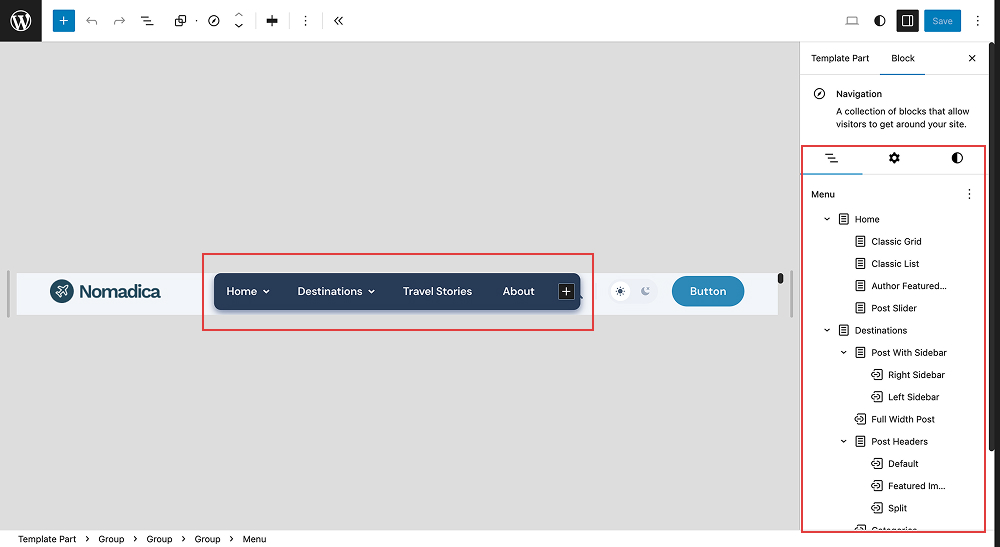 Save
Template Part Block
Navigation
A collection of blocks that allow
visitors to get around your site.
Menu
Home
Classic Grid
Classic List
Author Featured...
Post Slider
Destinations
Post With Sidebar
Right Sidebar
Left Sidebar
Full Width Post
Post Headers
Default
Featured Im...
Split
Categories
Nomadica Home Destinations Travel Stories About Button
Template Part > Group > Group > Group > Menu